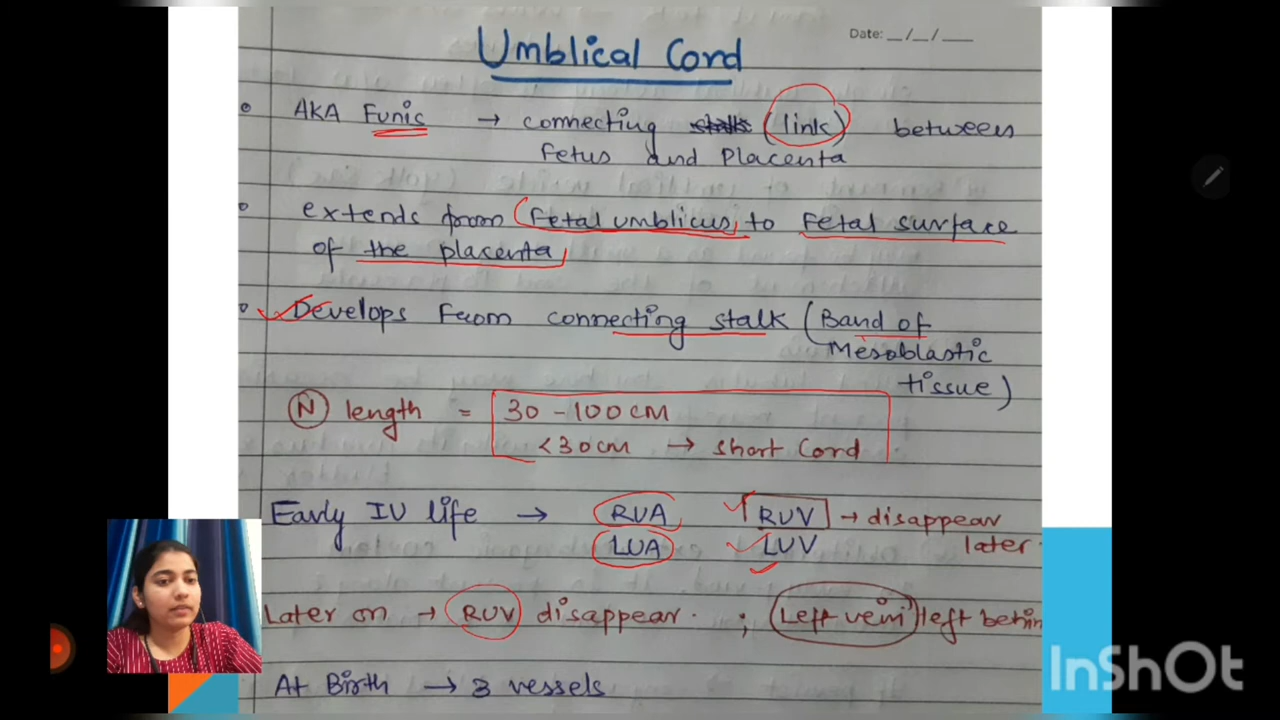 Date: __/__/___
Umblical Cord
AKA Funic → connecting stalk (link) between
fetus and Placenta
extends from (fetal umblicus) to fetal surface
of the placenta
Develops from connecting stalk (Band of
Mesoblastic
tissue)
(N) length = 30 - 100 cm
<30cm → short Cord
Early IU life → RUA RUV → disappear
LUA LUV later.
Later on → RUV disappear. ; Left vein left behin
At Birth → 3 vessels
InShOt